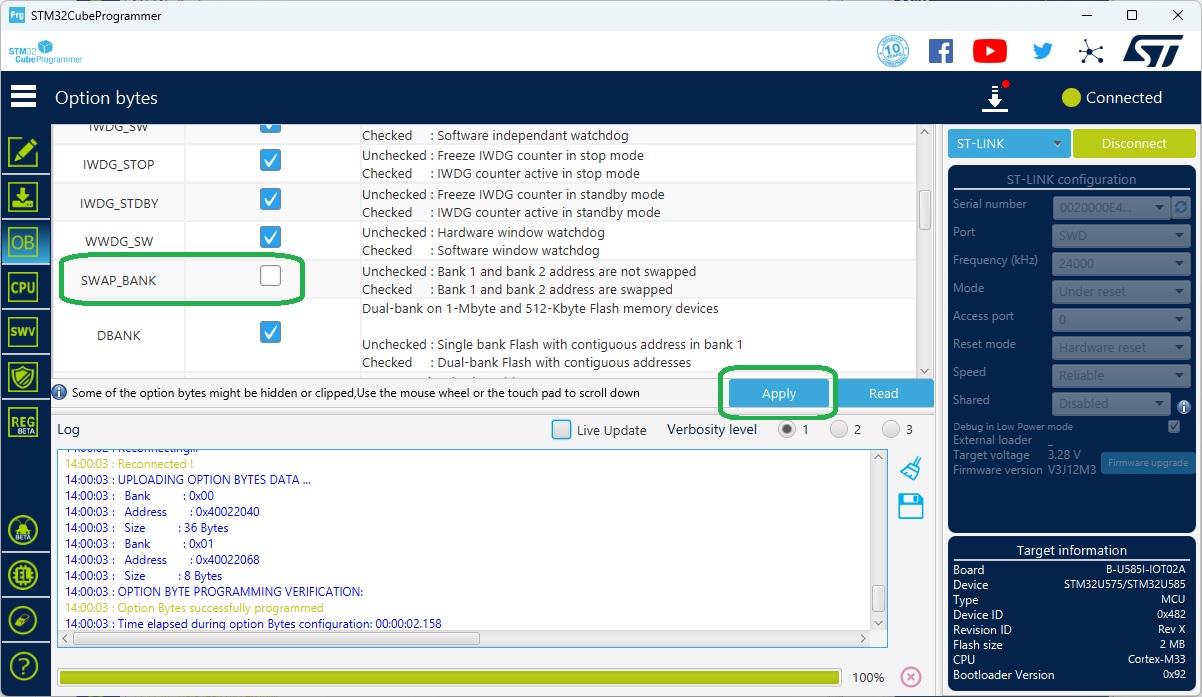 Prg STM32CubeProgrammer
STM32
CubeProgrammer
10 YEARS
Option bytes
Connected
IWDG_SW
Checked : Software independant watchdog
IWDG_STOP
Unchecked : Freeze IWDG counter in stop mode
Checked : IWDG counter active in stop mode
IWDG_STDBY
Unchecked : Freeze IWDG counter in standby mode
Checked : IWDG counter active in standby mode
WWDG_SW
Unchecked : Hardware window watchdog
Checked : Software window watchdog
SWAP_BANK
Unchecked : Bank 1 and bank 2 address are not swapped
Checked : Bank 1 and bank 2 address are swapped
DBANK
Dual-bank on 1-Mbyte and 512-Kbyte Flash memory devices
Unchecked : Single bank Flash with contiguous address in bank 1
Checked : Dual-bank Flash with contiguous addresses
OB
CPU
SWV
REG
BETA
BETA
EL
?
Some of the option bytes might be hidden or clipped,Use the mouse wheel or the touch pad to scroll down
Apply
Read
Log
Live Update
Verbosity level 1 2 3
14:00:02 : Reconnecting...
14:00:03 : Reconnected !
14:00:03 : UPLOADING OPTION BYTES DATA ...
14:00:03 : Bank : 0x00
14:00:03 : Address : 0x40022040
14:00:03 : Size : 36 Bytes
14:00:03 : Bank : 0x01
14:00:03 : Address : 0x40022068
14:00:03 : Size : 8 Bytes
14:00:03 : OPTION BYTE PROGRAMMING VERIFICATION:
14:00:03 : Option Bytes successfully programmed
14:00:03 : Time elapsed during option Bytes configuration: 00:00:02.158
100%
ST-LINK
Disconnect
ST-LINK configuration
Serial number 0020000E4...
Port SWD
Frequency (kHz) 24000
Mode Under reset
Access port 0
Reset mode Hardware reset
Speed Reliable
Shared Disabled
Debug in Low Power mode
External loader _
Target voltage 3.28 V
Firmware version V3J12M3
Firmware upgrade
Target information
Board B-U585I-IOT02A
Device STM32U575/STM32U585
Type MCU
Device ID 0x482
Revision ID Rev X
Flash size 2 MB
CPU Cortex-M33
Bootloader Version 0x92